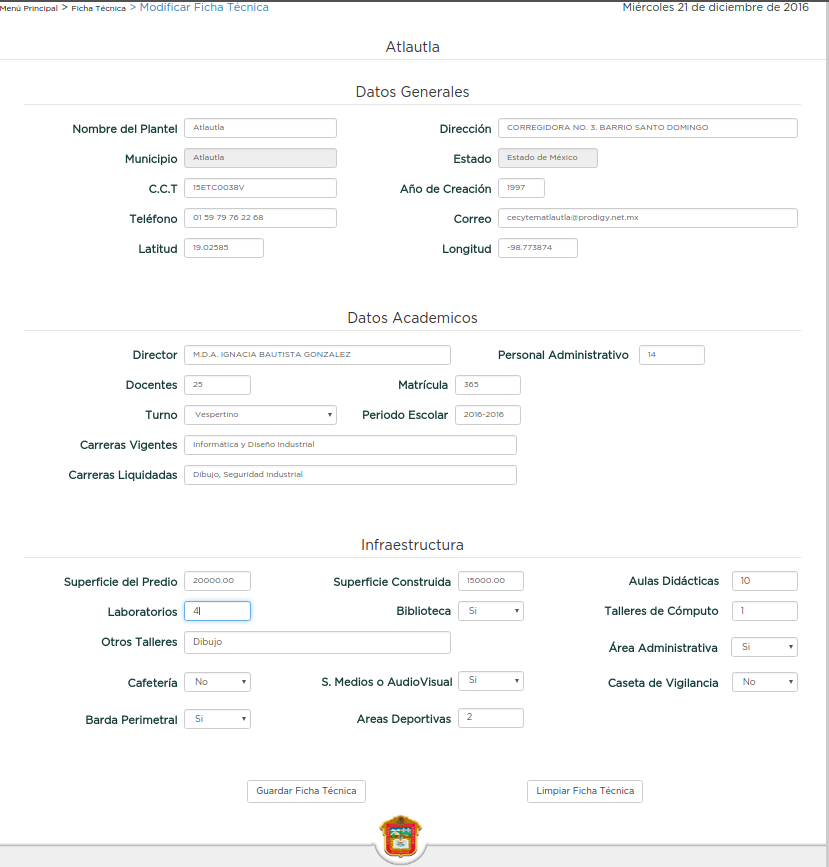 Menú Principal > Ficha Técnica > Modificar Ficha Técnica Miércoles 21 de diciembre de 2016
Atlautla
Datos Generales
Nombre del Plantel Atlautla Dirección CORREGIDORA NO. 3. BARRIO SANTO DOMINGO
Municipio Atlautla Estado Estado de México
C.C.T 15ETC0038V Año de Creación 1997
Teléfono 01 59 79 76 22 68 Correo cecytematlautla@prodigy.net.mx
Latitud 19.02585 Longitud -98.773874
Datos Academicos
Director M.D.A. IGNACIA BAUTISTA GONZALEZ Personal Administrativo 14
Docentes 25 Matrícula 365
Turno Vespertino Periodo Escolar 2016-2016
Carreras Vigentes Informática y Diseño Industrial
Carreras Liquidadas Dibujo, Seguridad industrial
Infraestructura
Superficie del Predio 20000.00 Superficie Construida 15000.00 Aulas Didácticas 10
Laboratorios 4 Biblioteca Si Talleres de Cómputo 1
Otros Talleres Dibujo Área Administrativa Si
Cafetería No S. Medios o AudioVisual Si Caseta de Vigilancia No
Barda Perimetral Si Areas Deportivas 2
Guardar Ficha Técnica Limpiar Ficha Técnica